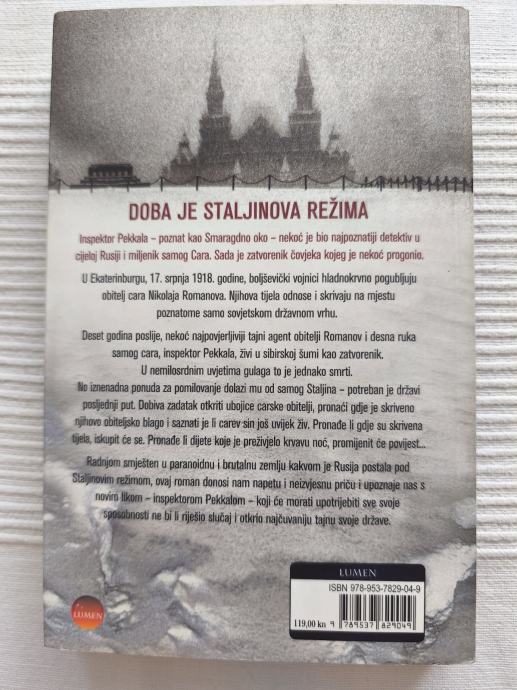 DOBA JE STALJINOVA REŽIMA
Inspektor Pekkala – poznat kao Smaragdno oko – nekoć je bio najpoznatiji detektiv u
cijeloj Rusiji i miljenik samog Cara. Sada je zatvorenik čovjeka kojeg je nekoć progonio.
U Ekaterinburgu, 17. srpnja 1918. godine, boljševički vojnici hladnokrvno pogubljuju
obitelj cara Nikolaja Romanova. Njihova tijela odnose i skrivaju na mjestu
poznatome samo sovjetskom državnom vrhu.
Deset godina poslije, nekoć najpovjerljiviji tajni agent obitelji Romanov i desna ruka
samog cara, inspektor Pekkala, živi u sibirskoj šumi kao zatvorenik.
U nemilosrdnim uvjetima gulaga to je jednako smrti.
No iznenadna ponuda za pomilovanje dolazi mu od samog Staljina – potreban je državi
posljednji put. Dobiva zadatak otkriti ubojice carske obitelji, pronaći gdje je skriveno
njihovo obiteljsko blago i saznati je li carev sin još uvijek živ. Pronađe li gdje su skrivena
tijela, iskupit će se. Pronađe li dijete koje je preživjelo krvavu noć, promijenit će povijest...
Radnjom smješten u paranoidnu i brutalnu zemlju kakvom je Rusija postala pod
Staljinovim režimom, ovaj roman donosi nam napetu i neizvjesnu priču i upoznaje nas s
novim likom – inspektorom Pekkalom – koji će morati upotrijebiti sve svoje
sposobnosti ne bi li riješio slučaj i otkrio najčuvaniju tajnu svoje države.
LUMEN
ISBN 978-953-7829-04-9
119,00 kn
9 789537 829049
LUMEN